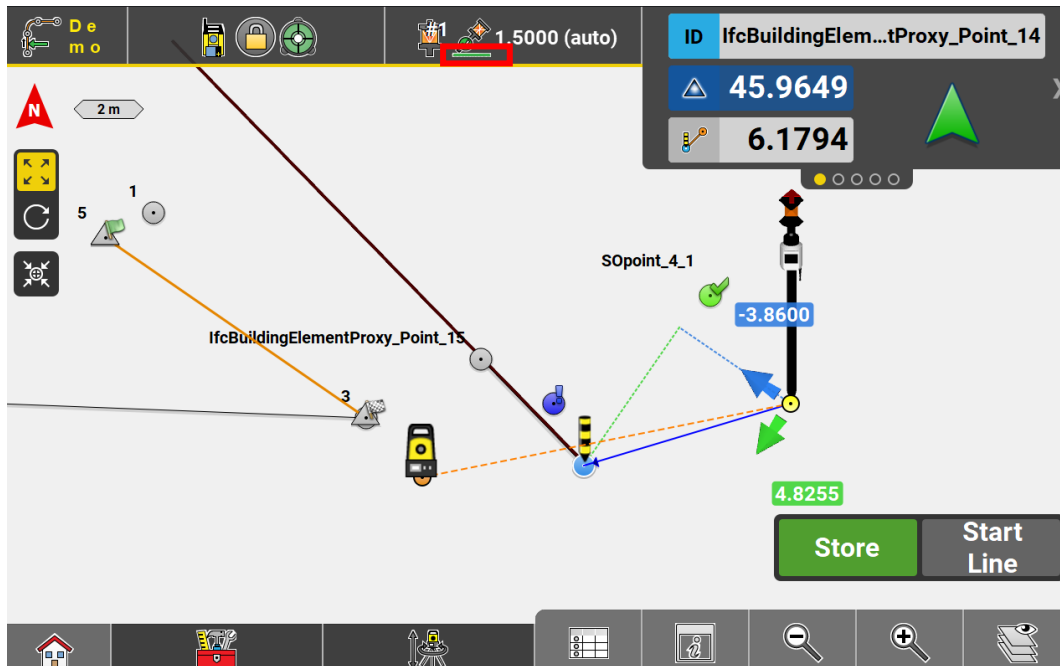 De
mo
#1
1.5000 (auto)
ID
IfcBuildingElem...tProxy_Point_14
45.9649
6.1794
N
2 m
1
5
SOpoint_4_1
-3.8600
IfcBuildingElementProxy_Point_15
3
4.8255
Store
Start
Line
i